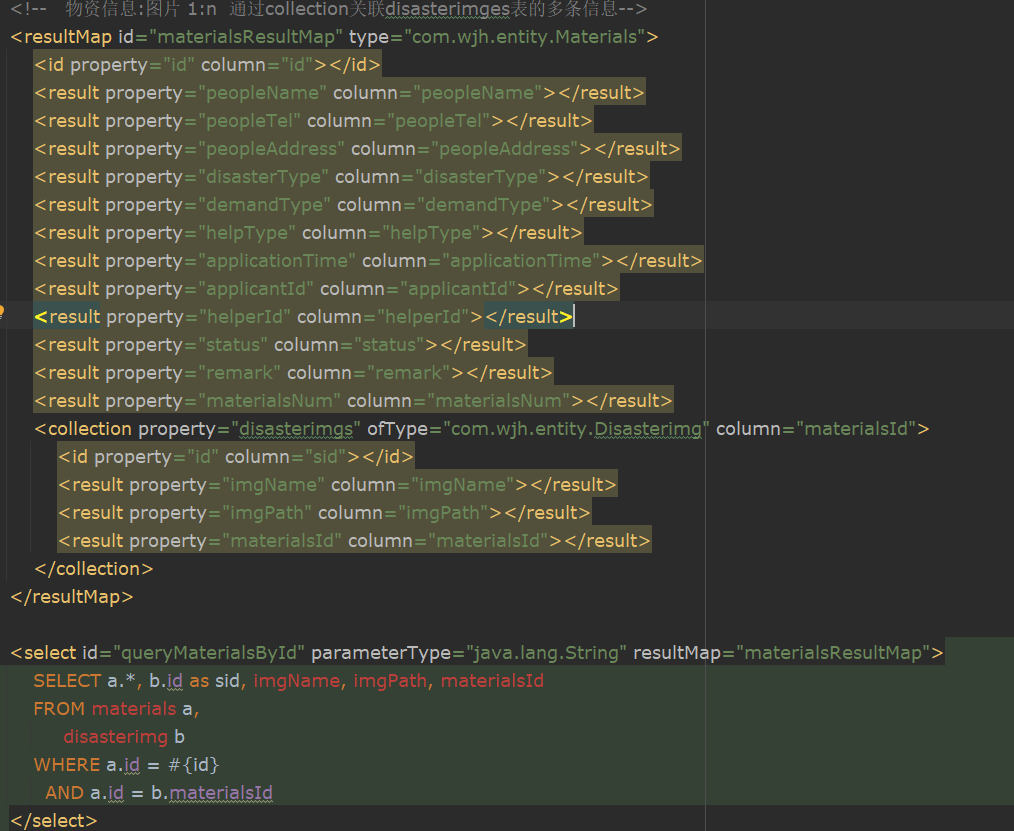 <!--  物资信息:图片 1:n  通过collection关联disasterimges表的多条信息-->
<resultMap id="materialsResultMap" type="com.wjh.entity.Materials">
<id property="id" column="id"></id>
<result property="peopleName" column="peopleName"></result>
<result property="peopleTel" column="peopleTel"></result>
<result property="peopleAddress" column="peopleAddress"></result>
<result property="disasterType" column="disasterType"></result>
<result property="demandType" column="demandType"></result>
<result property="helpType" column="helpType"></result>
<result property="applicationTime" column="applicationTime"></result>
<result property="applicantId" column="applicantId"></result>
<result property="helperId" column="helperId"></result>
<result property="status" column="status"></result>
<result property="remark" column="remark"></result>
<result property="materialsNum" column="materialsNum"></result>
<collection property="disasterimgs" ofType="com.wjh.entity.Disasterimg" column="materialsId">
<id property="id" column="sid"></id>
<result property="imgName" column="imgName"></result>
<result property="imgPath" column="imgPath"></result>
<result property="materialsId" column="materialsId"></result>
</collection>
</resultMap>
<select id="queryMaterialsById" parameterType="java.lang.String" resultMap="materialsResultMap">
SELECT a.*, b.id as sid, imgName, imgPath, materialsId
FROM materials a,
disasterimg b
WHERE a.id = #{id}
AND a.id = b.materialsId
</select>